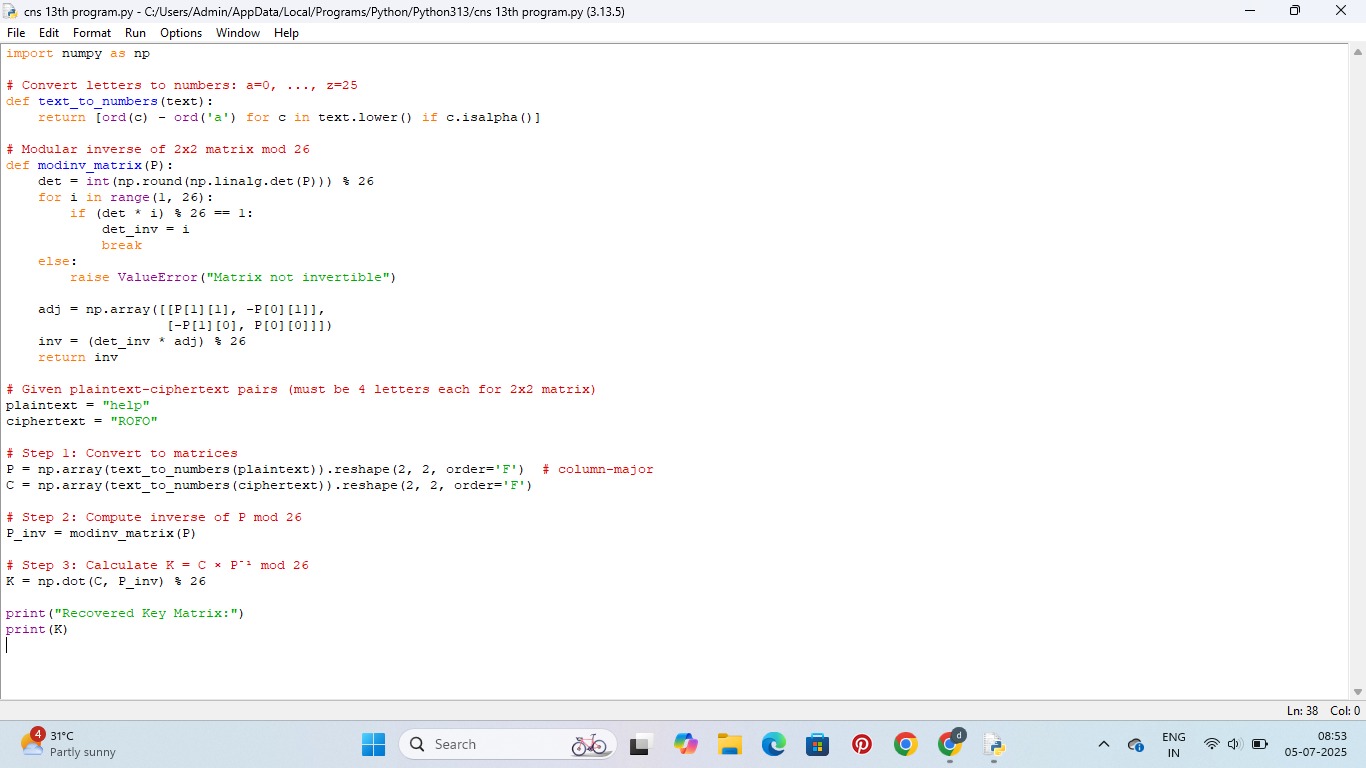 cns 13th program.py - C:/Users/Admin/AppData/Local/Programs/Python/Python313/cns 13th program.py (3.13.5)
File Edit Format Run Options Window Help
import numpy as np
# Convert letters to numbers: a=0, ..., z=25
def text_to_numbers(text):
    return [ord(c) - ord('a') for c in text.lower() if c.isalpha()]
# Modular inverse of 2x2 matrix mod 26
def modinv_matrix(P):
    det = int(np.round(np.linalg.det(P))) % 26
    for i in range(1, 26):
        if (det * i) % 26 == 1:
            det_inv = i
            break
    else:
        raise ValueError("Matrix not invertible")
    adj = np.array([[P[1][1], -P[0][1]],
                    [-P[1][0], P[0][0]]])
    inv = (det_inv * adj) % 26
    return inv
# Given plaintext-ciphertext pairs (must be 4 letters each for 2x2 matrix)
plaintext = "help"
ciphertext = "ROFO"
# Step 1: Convert to matrices
P = np.array(text_to_numbers(plaintext)).reshape(2, 2, order='F')  # column-major
C = np.array(text_to_numbers(ciphertext)).reshape(2, 2, order='F')
# Step 2: Compute inverse of P mod 26
P_inv = modinv_matrix(P)
# Step 3: Calculate K = C × P⁻¹ mod 26
K = np.dot(C, P_inv) % 26
print("Recovered Key Matrix:")
print(K)
Ln: 38 Col: 0
4
31°C
Partly sunny
Search
d
ENG
IN
08:53
05-07-2025